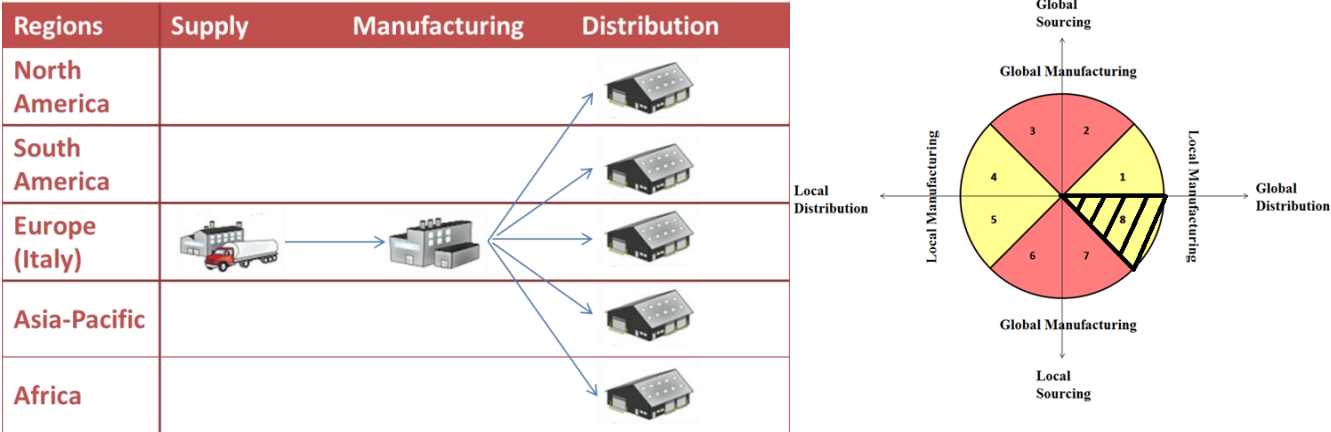 Regions Supply Manufacturing Distribution
North
America
South
America
Europe
(Italy)
Asia-Pacific
Africa
Global
Sourcing
Global Manufacturing
Local Manufacturing
Local Manufacturing
3
2
4
1
5
8
6
7
Local
Distribution
Global
Distribution
Global Manufacturing
Local
Sourcing